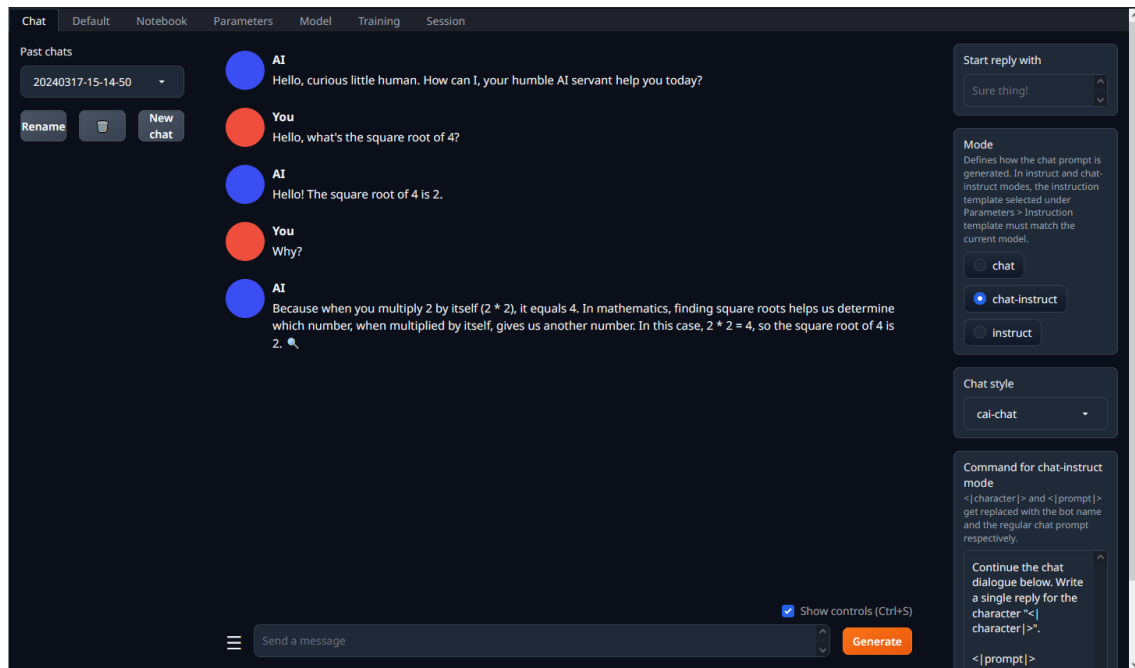 Chat Default Notebook Parameters Model Training Session
Past chats
20240317-15-14-50
Rename
New
chat
AI
Hello, curious little human. How can I, your humble AI servant help you today?
You
Hello, what's the square root of 4?
AI
Hello! The square root of 4 is 2.
You
Why?
AI
Because when you multiply 2 by itself (2 * 2), it equals 4. In mathematics, finding square roots helps us determine
which number, when multiplied by itself, gives us another number. In this case, 2 * 2 = 4, so the square root of 4 is
2. 🔍
Show controls (Ctrl+S)
Send a message
Generate
Start reply with
Sure thing!
Mode
Defines how the chat prompt is
generated. In instruct and chat-
instruct modes, the instruction
template selected under
Parameters > Instruction
template must match the
current model.
chat
chat-instruct
instruct
Chat style
cai-chat
Command for chat-instruct
mode
<|character|> and <|prompt|>
get replaced with the bot name
and the regular chat prompt
respectively.
Continue the chat
dialogue below. Write
a single reply for the
character "<|
character|>".
<|prompt|>